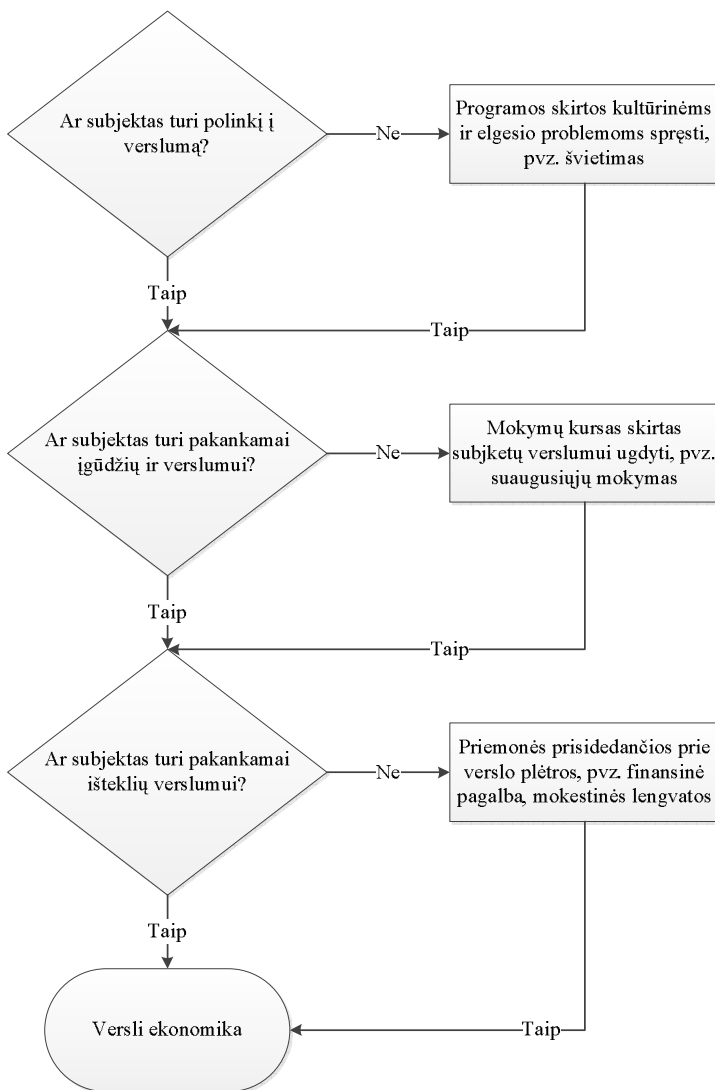 Ar subjektas turi polinkį į
verslumą?
Ne
Programos skirtos kultūrinėms
ir elgesio problemoms spręsti,
pvz. švietimas
Taip
Taip
Ar subjektas turi pakankamai
įgūdžių ir verslumui?
Ne
Mokymų kursas skirtas
subjketų verslumui ugdyti, pvz.
suaugusiųjų mokymas
Taip
Taip
Ar subjektas turi pakankamai
išteklių verslumui?
Ne
Priemonės prisidedančios prie
verslo plėtros, pvz. finansinė
pagalba, mokestinės lengvatos
Taip
Versli ekonomika
Taip